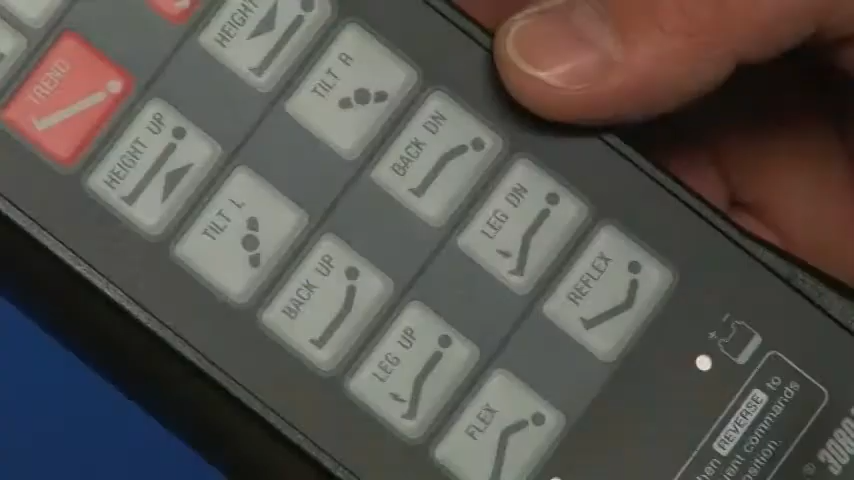 TREND
HEIGHT
HEIGHT UP
TILT R
TILT L
BACK DN
BACK UP
LEG DN
LEG UP
REFLEX
FLEX
+ -
REVERSE to
commands
3080